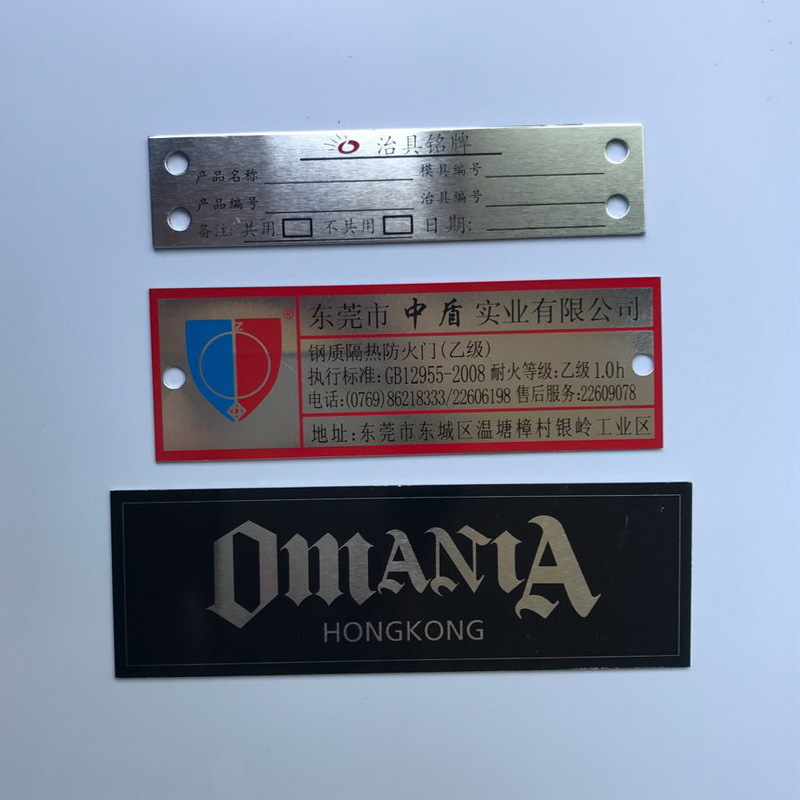 治具铭牌
产品名称 模具编号
产品编号 治具编号
备注: 共用 不共用 日期:
Z
®
东莞市 中盾 实业有限公司
钢质隔热防火门(乙级)
执行标准: GB12955-2008 耐火等级: 乙级 1.0h
电话: (0769) 86218333/22606198 售后服务: 22609078
地址: 东莞市东城区温塘樟村银岭工业区
D
OMANIA
HONGKONG